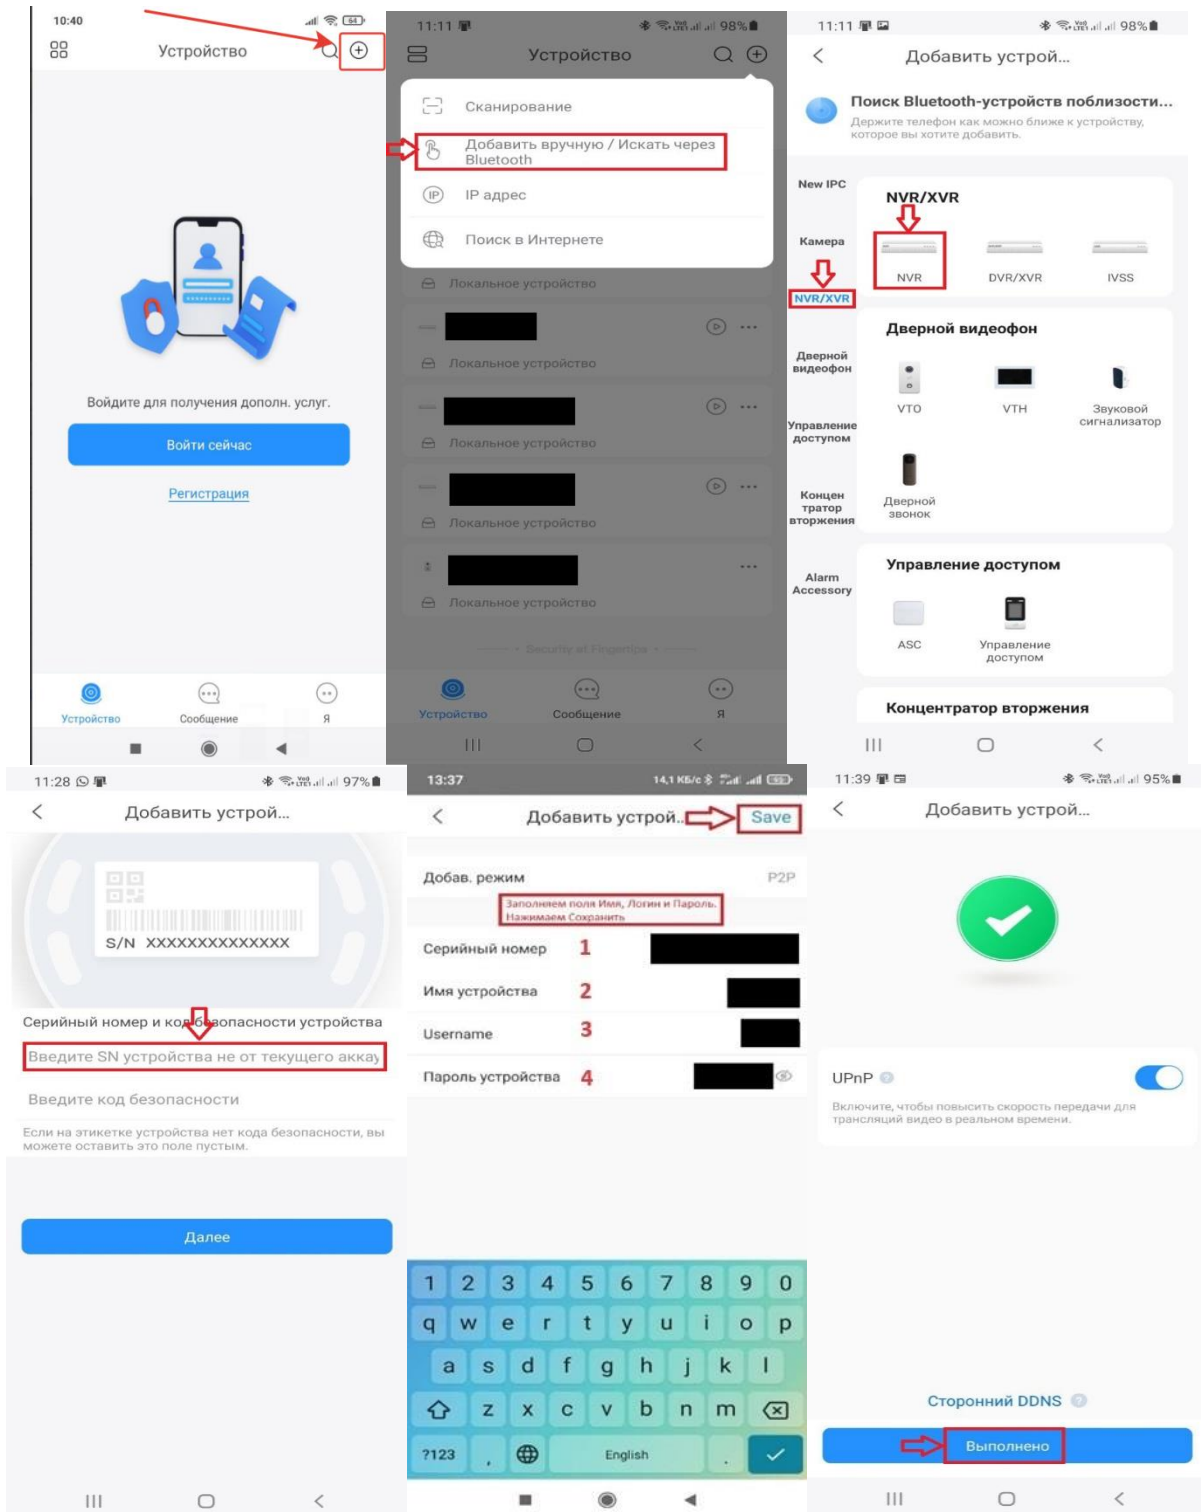 10:40
64
Устройство
Войдите для получения дополн. услуг.
Войти сейчас
Регистрация
Устройство
Сообщение
Я
11:11
98%
Устройство
Сканирование
Добавить вручную / Искать через
Bluetooth
IP
IP адрес
Поиск в Интернете
Локальное устройство
Локальное устройство
Локальное устройство
Локальное устройство
Локальное устройство
Security at Fingertips
Устройство
Сообщение
Я
11:11
98%
Добавить устрой...
Поиск Bluetooth-устройств поблизости...
Держите телефон как можно ближе к устройству,
которое вы хотите добавить.
New IPC
Камера
NVR/XVR
Дверной
видеофон
Управление
доступом
Концен
тратор
вторжения
Alarm
Accessory
NVR/XVR
NVR
DVR/XVR
IVSS
Дверной видеофон
VTO
VTH
Звуковой
сигнализатор
Дверной
звонок
Управление доступом
ASC
Управление
доступом
Концентратор вторжения
11:28
97%
Добавить устрой...
S/N XXXXXXXXXXXXXX
Серийный номер и код безопасности устройства
Введите SN устройства не от текущего аккау
Введите код безопасности
Если на этикетке устройства нет кода безопасности, вы
можете оставить это поле пустым.
Далее
13:37
14,1 КБ/с
Добавить устрой..
Save
Добав. режим
P2P
Заполняем поля Имя, Логин и Пароль.
Нажимаем Сохранить
Серийный номер 1
Имя устройства 2
Username 3
Пароль устройства 4
1 2 3 4 5 6 7 8 9 0
q w e r t y u i o p
a s d f g h j k l
z x c v b n m
?123 , English .
11:39
95%
Добавить устрой...
UPnP
Включите, чтобы повысить скорость передачи для
трансляций видео в реальном времени.
Сторонний DDNS
Выполнено